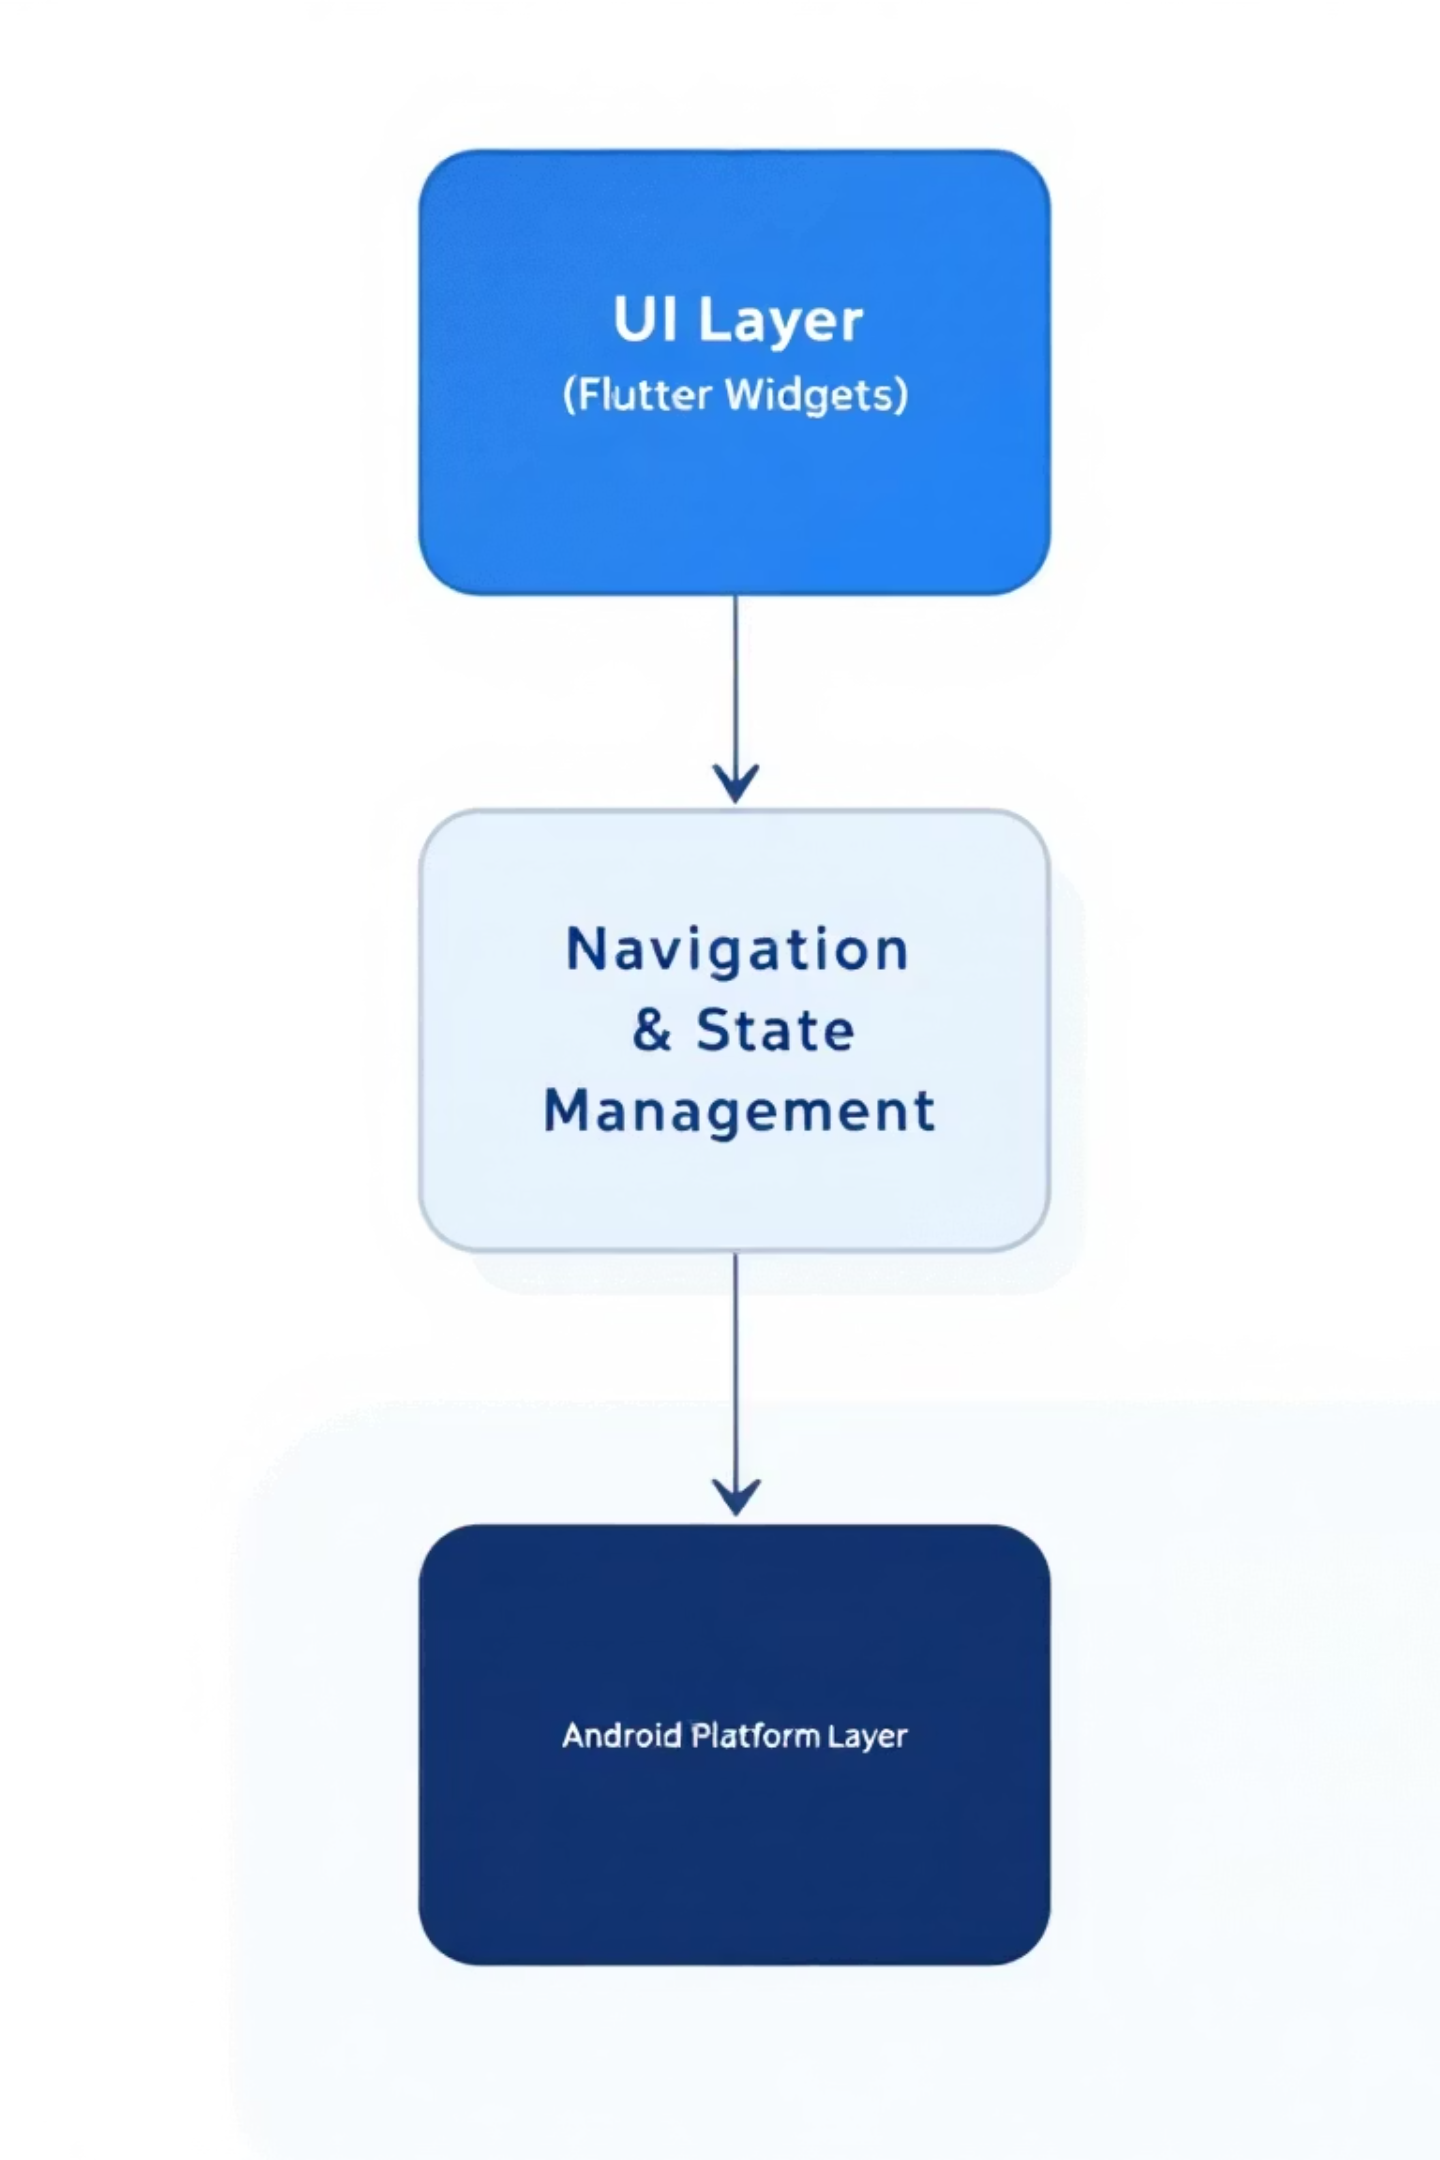 UI Layer
(Flutter Widgets)
Navigation
& State
Management
Android Platform Layer